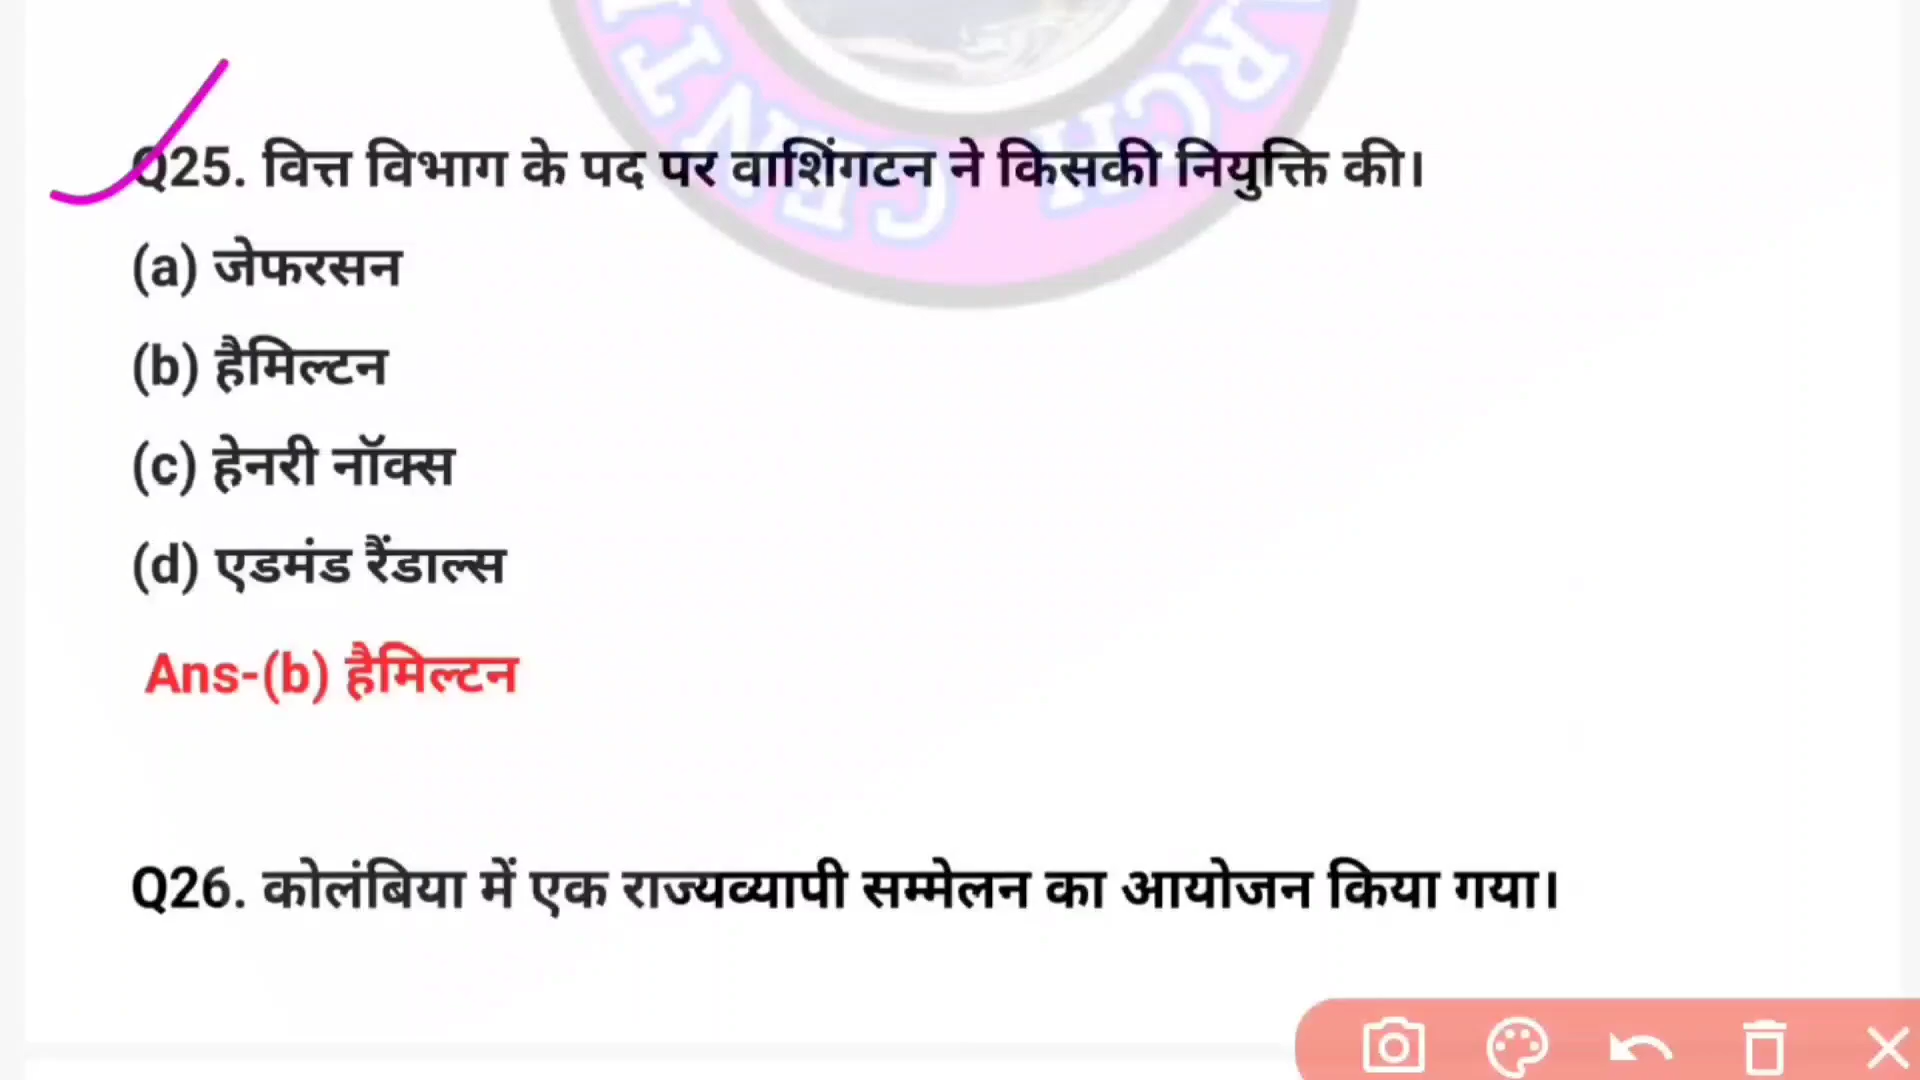 Q25. वित्त विभाग के पद पर वाशिंगटन ने किसकी नियुक्ति की।
(a) जेफरसन
(b) हैमिल्टन
(c) हेनरी नॉक्स
(d) एडमंड रैंडाल्स
Ans-(b) हैमिल्टन
Q26. कोलंबिया में एक राज्यव्यापी सम्मेलन का आयोजन किया गया।